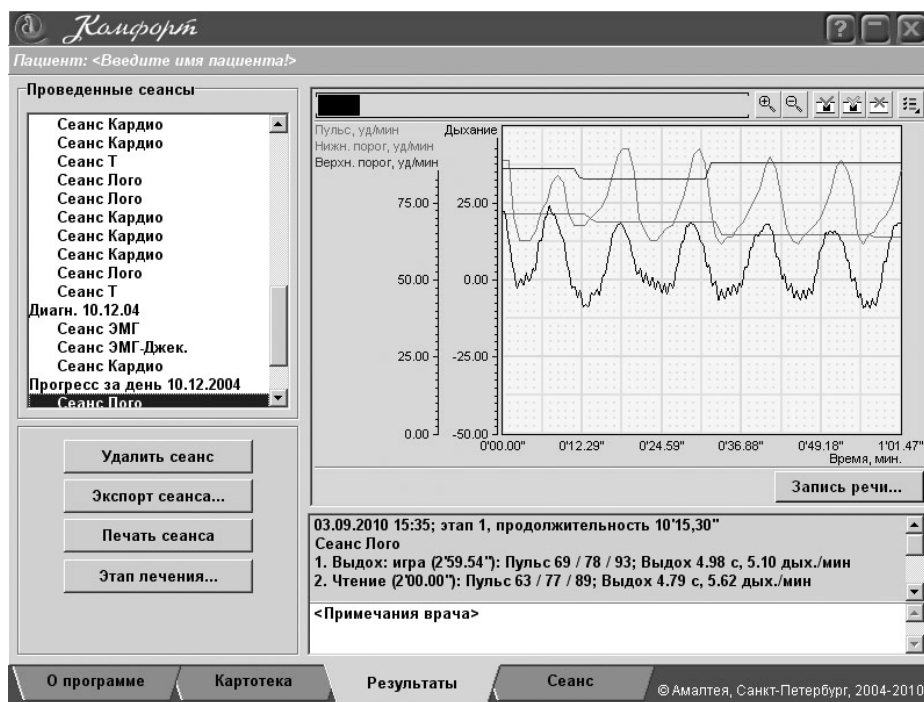 Комфорт
Пациент: <Введите имя пациента!>
Проведенные сеансы
Сеанс Кардио
Сеанс Кардио
Сеанс Т
Сеанс Лого
Сеанс Лого
Сеанс Кардио
Сеанс Кардио
Сеанс Кардио
Сеанс Лого
Сеанс Т
Диагн. 10.12.04
Сеанс ЭМГ
Сеанс ЭМГ-Джек.
Сеанс Кардио
Прогресс за день 10.12.2004
Сеанс Лого
Удалить сеанс
Экспорт сеанса...
Печать сеанса
Этап лечения...
Пульс, уд/мин
Нижн. порог, уд/мин
Верхн. порог, уд/мин
Дыхание
75.00 25.00
50.00 0.00
25.00 -25.00
0.00 -50.00
0'00.00" 0'12.29" 0'24.59" 0'36.88" 0'49.18" 1'01.47"
Время, мин.
Запись речи...
03.09.2010 15:35; этап 1, продолжительность 10'15,30"
Сеанс Лого
1. Выдох: игра (2'59.54"): Пульс 69 / 78 / 93; Выдох 4.98 с, 5.10 дых./мин
2. Чтение (2'00.00"): Пульс 63 / 77 / 89; Выдох 4.79 с, 5.62 дых./мин
<Примечания врача>
О программе Картотека Результаты Сеанс
© Амалтея, Санкт-Петербург, 2004-2010